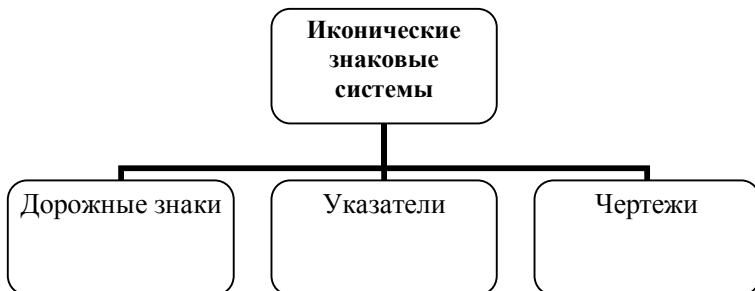 Иконические
знаковые
системы
Дорожные знаки
Указатели
Чертежи